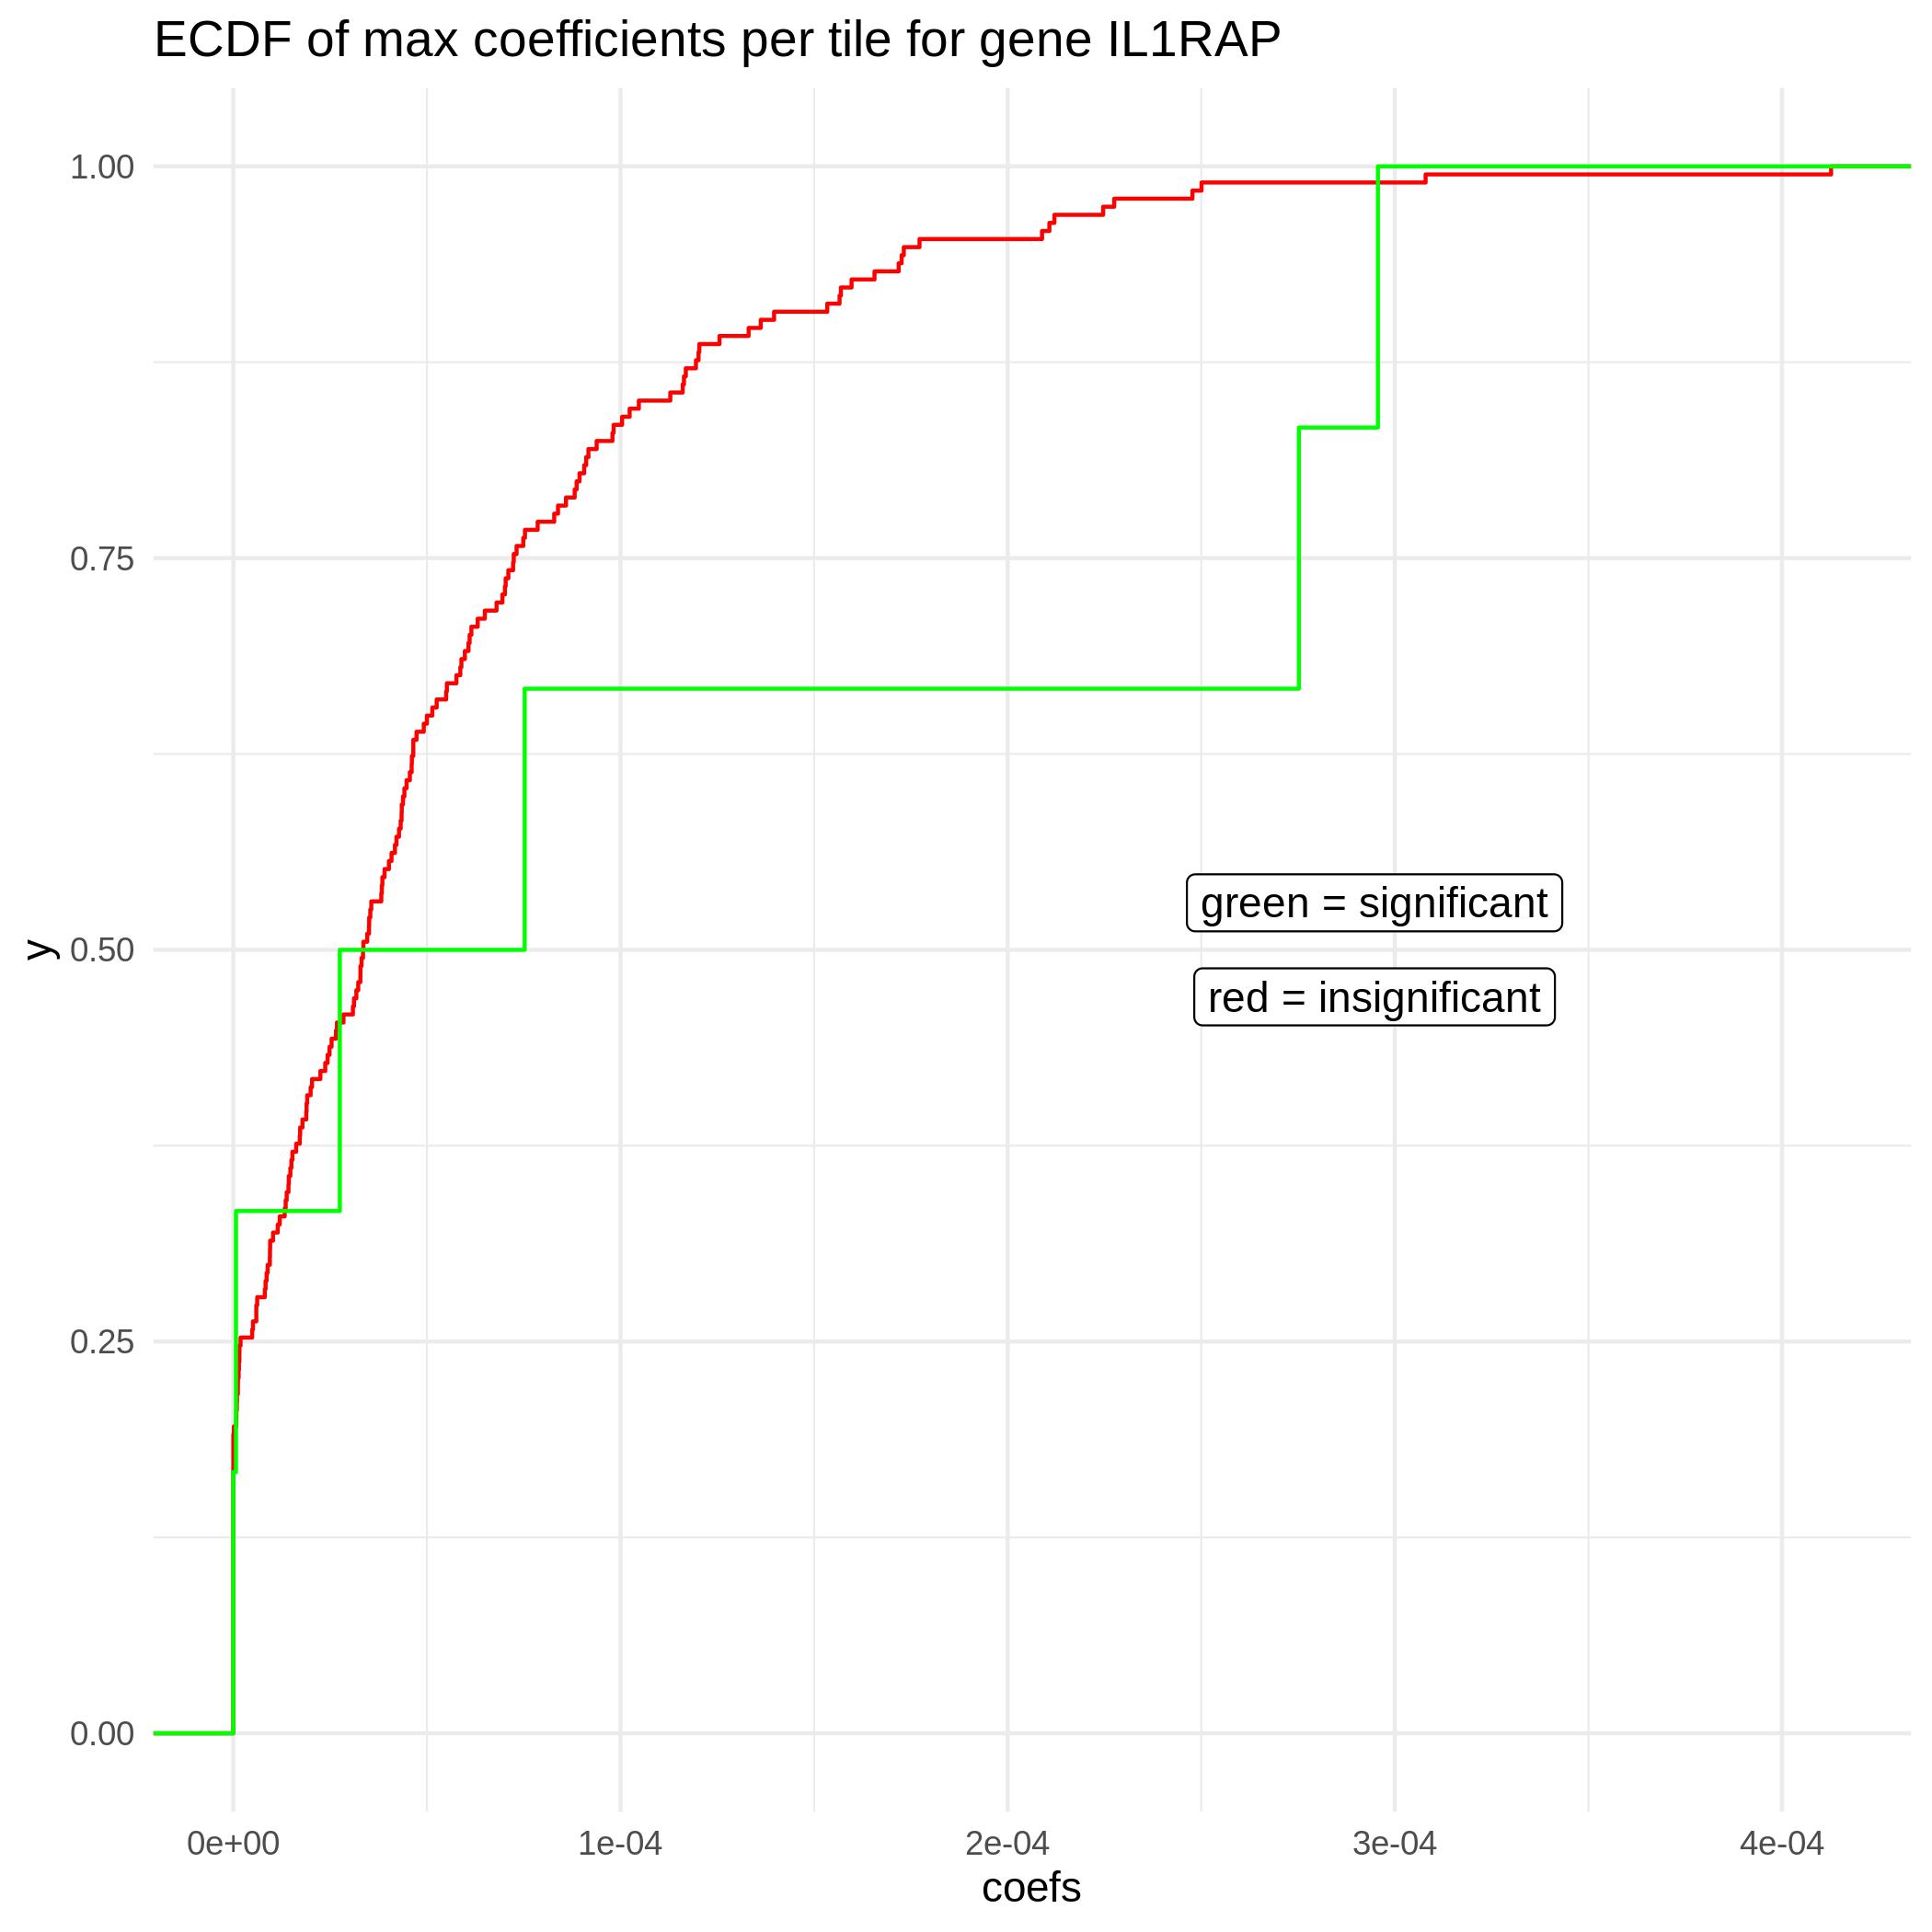 ECDF of max coefficients per tile for gene IL1RAP
1.00
0.75
0.50
0.25
0.00
y
green = significant
red = insignificant
0e+00 1e-04 2e-04 3e-04 4e-04
coefs